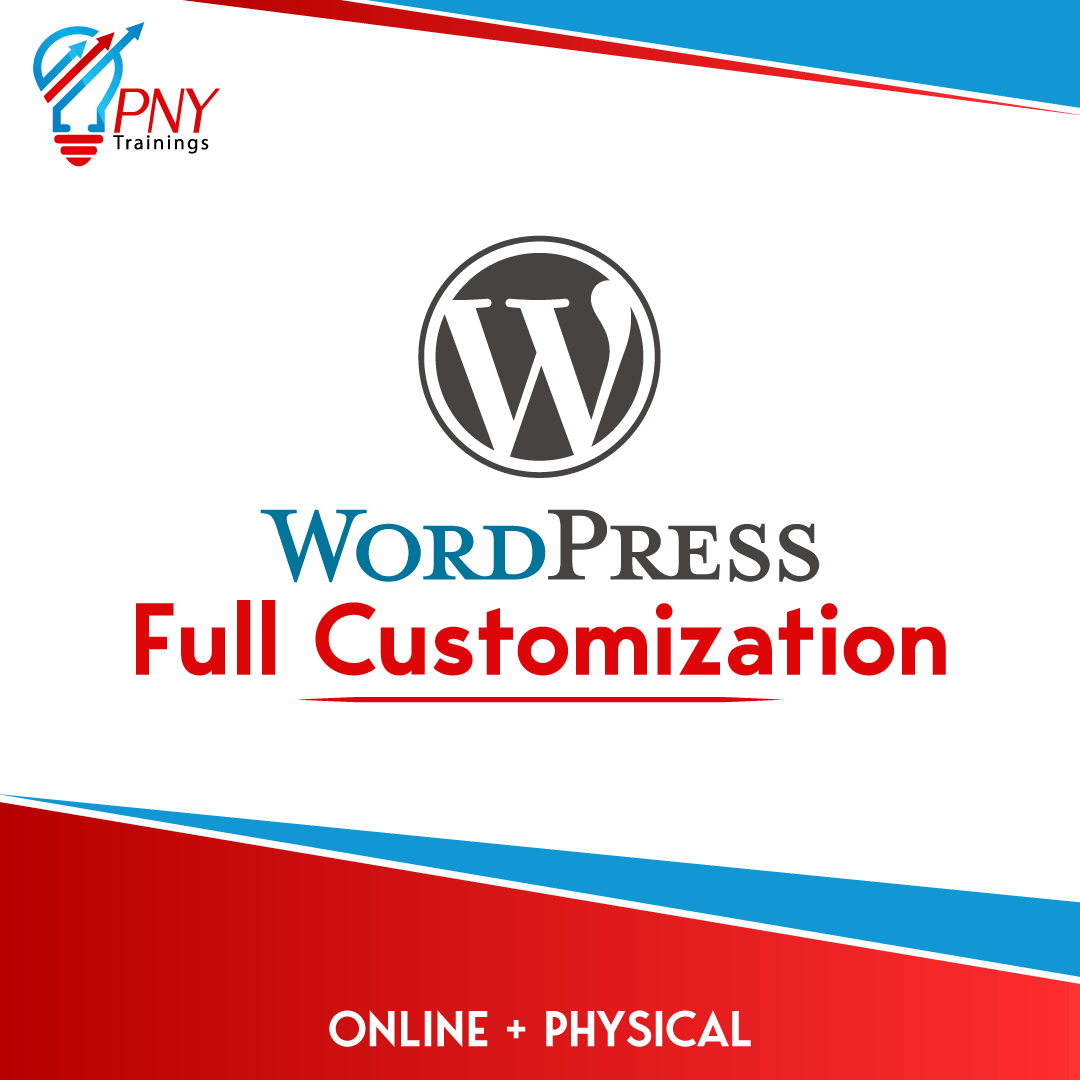 PNY
Trainings
WORDPRESS
Full Customization
ONLINE + PHYSICAL